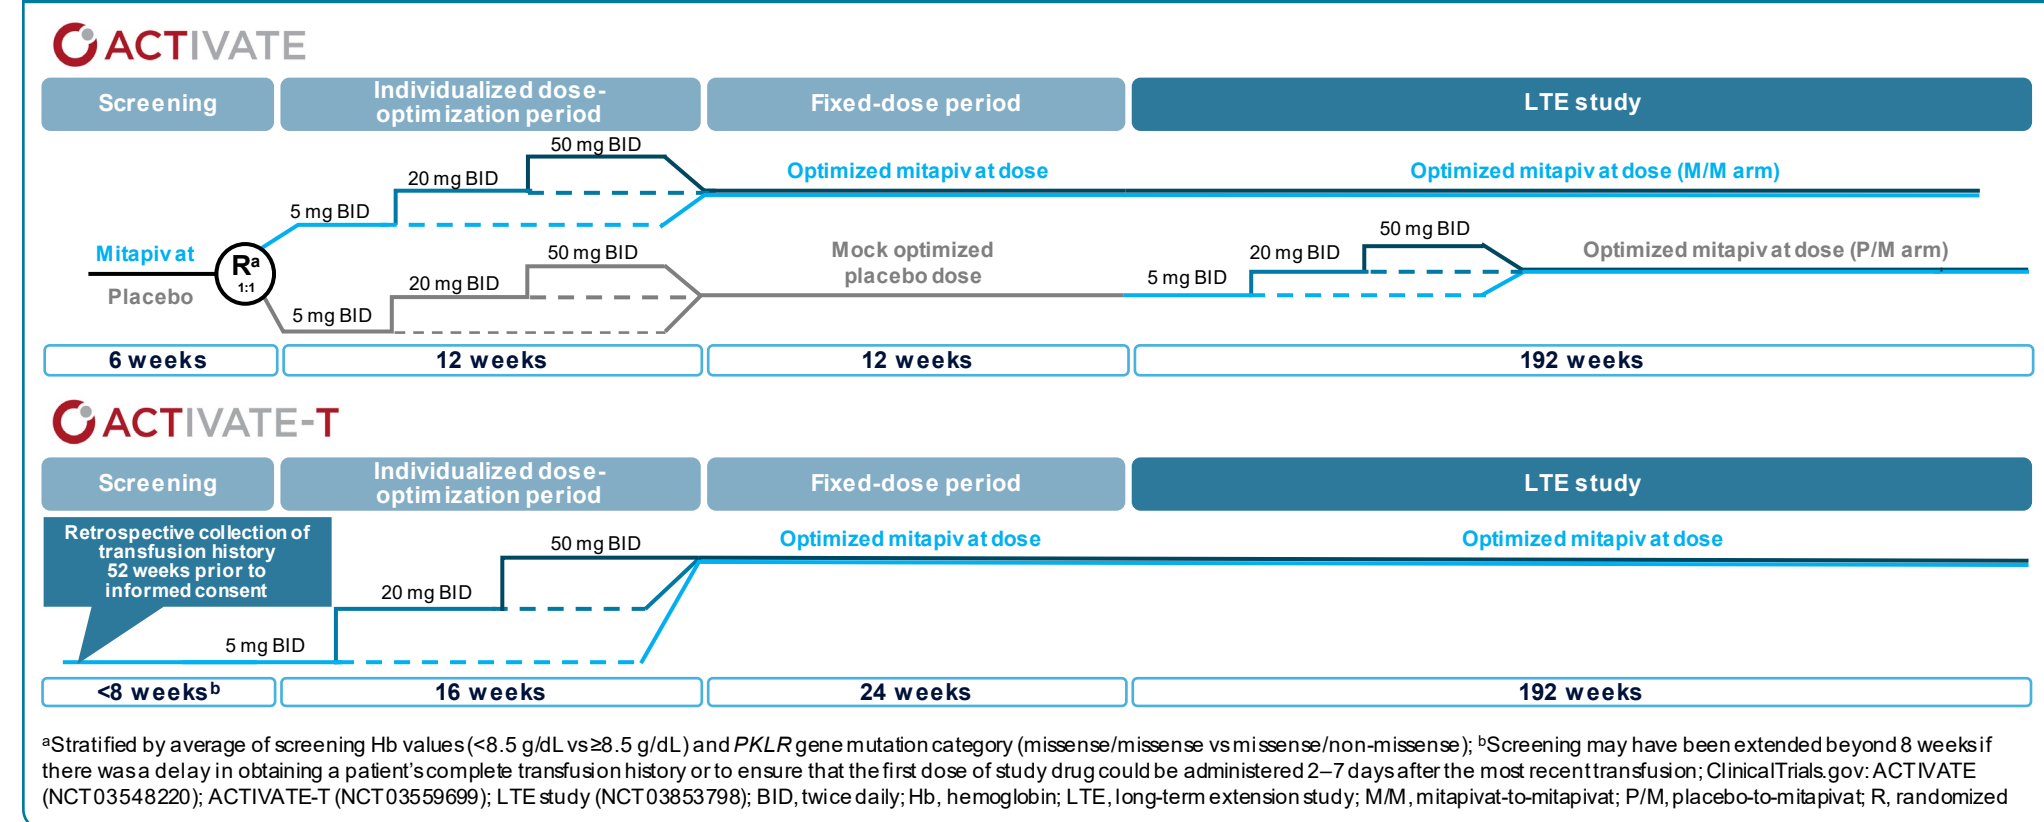 ACTIVATE
Screening
Individualized dose-
optimization period
Fixed-dose period
LTE study
50 mg BID
20 mg BID
5 mg BID
Optimized mitapivat dose
Optimized mitapivat dose (M/M arm)
Mitapivat
Placebo
Rᵃ
1:1
50 mg BID
20 mg BID
5 mg BID
Mock optimized
placebo dose
50 mg BID
20 mg BID
5 mg BID
Optimized mitapivat dose (P/M arm)
6 weeks
12 weeks
12 weeks
192 weeks
ACTIVATE-T
Screening
Individualized dose-
optimization period
Fixed-dose period
LTE study
Retrospective collection of
transfusion history
52 weeks prior to
informed consent
50 mg BID
20 mg BID
5 mg BID
Optimized mitapivat dose
Optimized mitapivat dose
<8 weeksᵇ
16 weeks
24 weeks
192 weeks
ᵃStratified by average of screening Hb values (<8.5 g/dL vs ≥8.5 g/dL) and PKLR gene mutation category (missense/missense vs missense/non-missense); ᵇScreening may have been extended beyond 8 weeks if
there was a delay in obtaining a patient's complete transfusion history or to ensure that the first dose of study drug could be administered 2–7 days after the most recent transfusion; ClinicalTrials.gov: ACTIVATE
(NCT03548220); ACTIVATE-T (NCT03559699); LTE study (NCT03853798); BID, twice daily; Hb, hemoglobin; LTE, long-term extension study; M/M, mitapivat-to-mitapivat; P/M, placebo-to-mitapivat; R, randomized